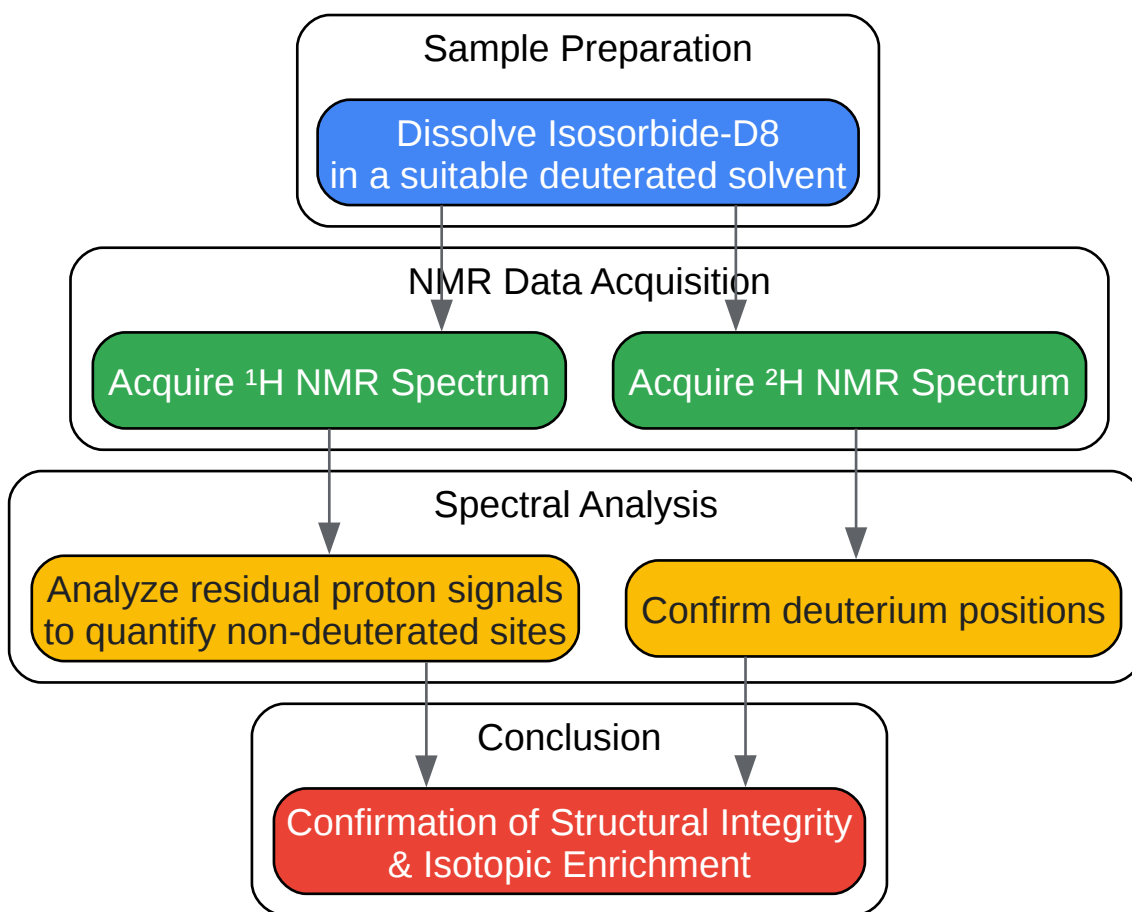 Sample Preparation
Dissolve Isosorbide-D8
in a suitable deuterated solvent
NMR Data Acquisition
Acquire ¹H NMR Spectrum
Acquire ²H NMR Spectrum
Spectral Analysis
Analyze residual proton signals
to quantify non-deuterated sites
Confirm deuterium positions
Conclusion
Confirmation of Structural Integrity
& Isotopic Enrichment